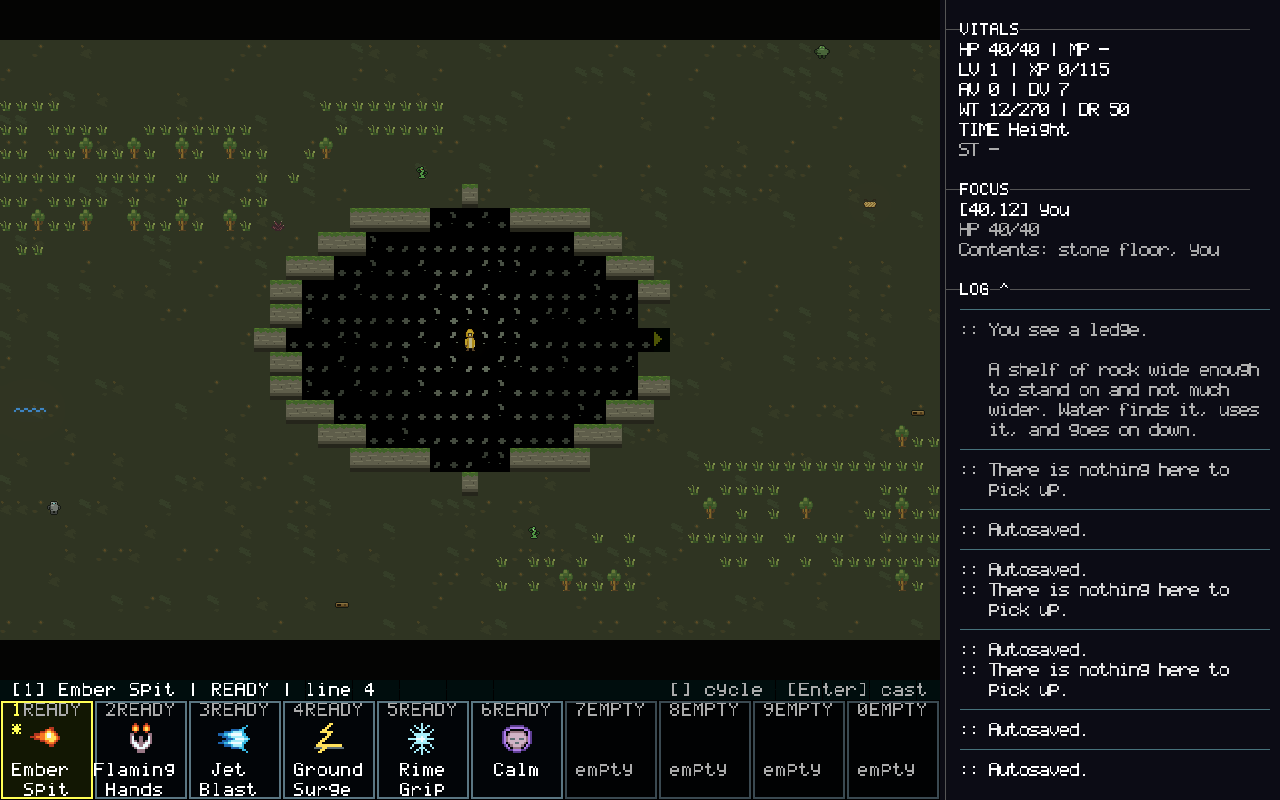 VITALS
HP 40/40 | MP -
LV 1 | XP 0/115
AV 0 | DV 7
WT 12/270 | DR 50
TIME Height
ST -
FOCUS
[40,12] You
HP 40/40
Contents: stone floor, you
LOG ^
:: You see a ledge.
A shelf of rock wide enough
to stand on and not much
wider. Water finds it, uses
it, and goes on down.
:: There is nothing here to
Pick up.
:: Autosaved.
:: Autosaved.
:: There is nothing here to
Pick up.
:: Autosaved.
:: There is nothing here to
Pick up.
:: Autosaved.
:: Autosaved.
[1] Ember Spit | READY | line 4
[] cycle [Enter] cast
1READY 2READY 3READY 4READY 5READY 6READY 7EMPTY 8EMPTY 9EMPTY 0EMPTY
*
Ember Flaming Jet Ground Rime Calm empty empty empty empty
Spit Hands Blast Surge Grip